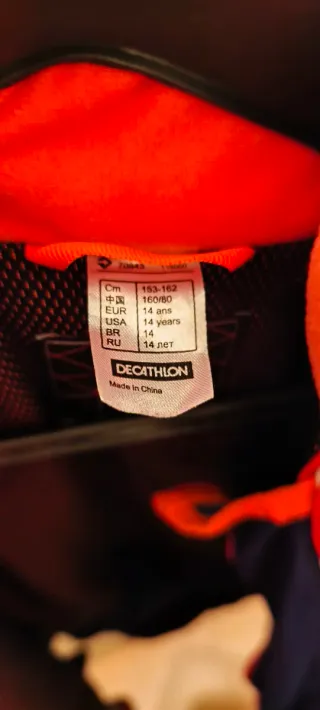 Cm 153-162
中国 160/80
EUR 14 ans
USA 14 years
BR 14
RU 14 лет
DECATHLON
Made in China